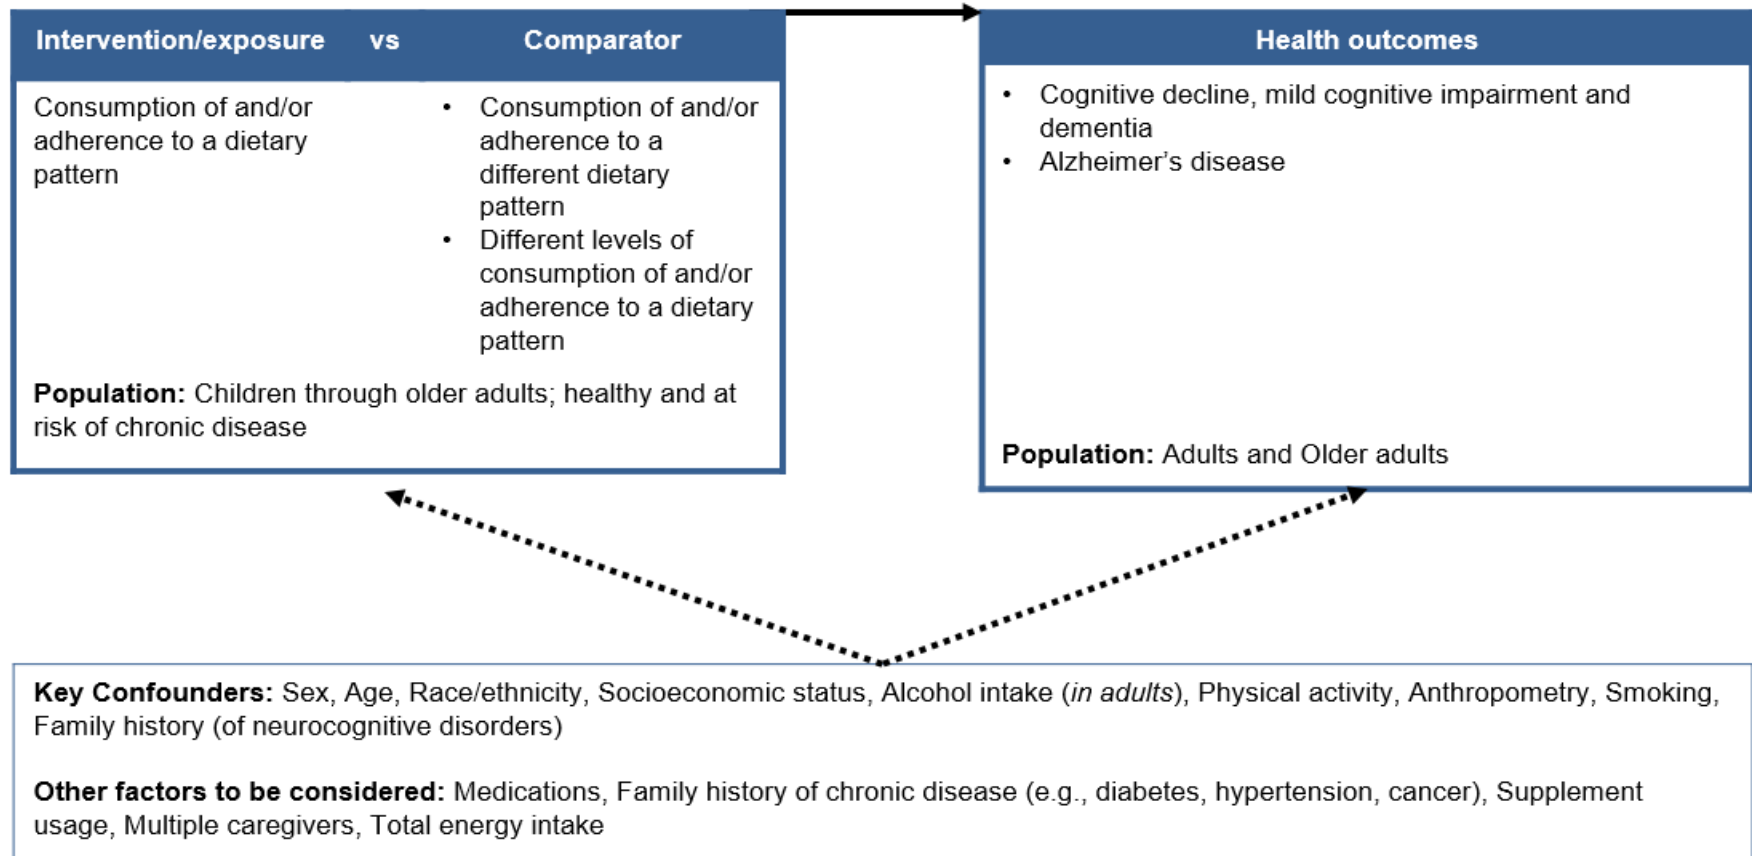 Intervention/exposure vs Comparator
Consumption of and/or
adherence to a dietary
pattern
• Consumption of and/or
adherence to a
different dietary
pattern
• Different levels of
consumption of and/or
adherence to a dietary
pattern
Population: Children through older adults; healthy and at
risk of chronic disease
Health outcomes
• Cognitive decline, mild cognitive impairment and
dementia
• Alzheimer’s disease
Population: Adults and Older adults
Key Confounders: Sex, Age, Race/ethnicity, Socioeconomic status, Alcohol intake (in adults), Physical activity, Anthropometry, Smoking,
Family history (of neurocognitive disorders)
Other factors to be considered: Medications, Family history of chronic disease (e.g., diabetes, hypertension, cancer), Supplement
usage, Multiple caregivers, Total energy intake